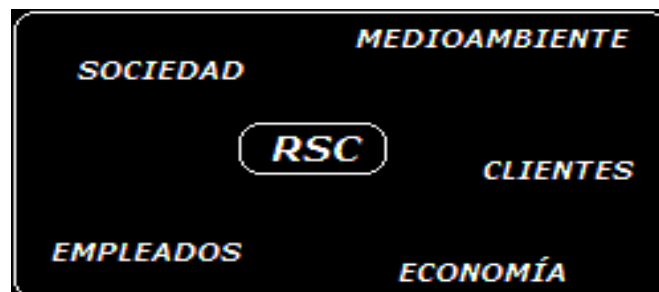 MEDIOAMBIENTE
SOCIEDAD
RSC
CLIENTES
EMPLEADOS
ECONOMÍA